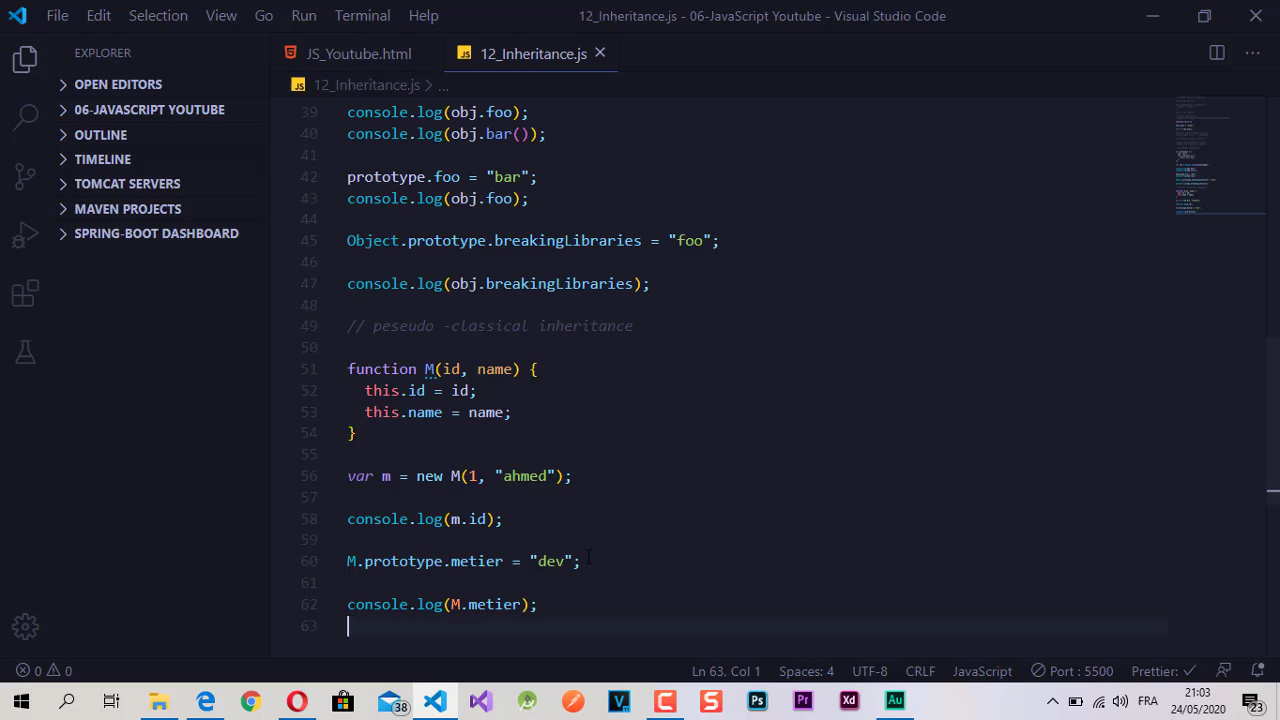 File Edit Selection View Go Run Terminal Help 12_Inheritance.js - 06-JavaScript Youtube - Visual Studio Code
EXPLORER
OPEN EDITORS
06-JAVASCRIPT YOUTUBE
OUTLINE
TIMELINE
TOMCAT SERVERS
MAVEN PROJECTS
SPRING-BOOT DASHBOARD
JS_Youtube.html JS 12_Inheritance.js
JS 12_Inheritance.js > ...
39 console.log(obj.foo);
40 console.log(obj.bar());
41
42 prototype.foo = "bar";
43 console.log(obj.foo);
44
45 Object.prototype.breakingLibraries = "foo";
46
47 console.log(obj.breakingLibraries);
48
49 // peseudo -classical inheritance
50
51 function M(id, name) {
52 this.id = id;
53 this.name = name;
54 }
55
56 var m = new M(1, "ahmed");
57
58 console.log(m.id);
59
60 M.prototype.metier = "dev";
61
62 console.log(M.metier);
63
0 0 Ln 63, Col 1 Spaces: 4 UTF-8 CRLF JavaScript Port : 5500 Prettier: ✓
38 V Ps Pr Xd Au FRA 21:03
24/05/2020 23